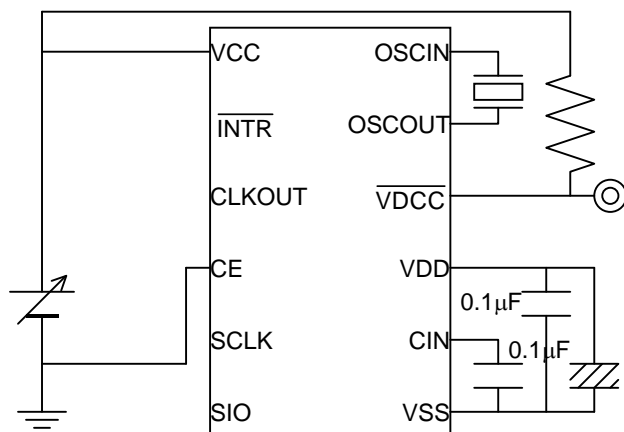 VCC OSCIN
INTR OSCOUT
CLKOUT VDCC
CE VDD
0.1μF
SCLK CIN
0.1μF
SIO VSS